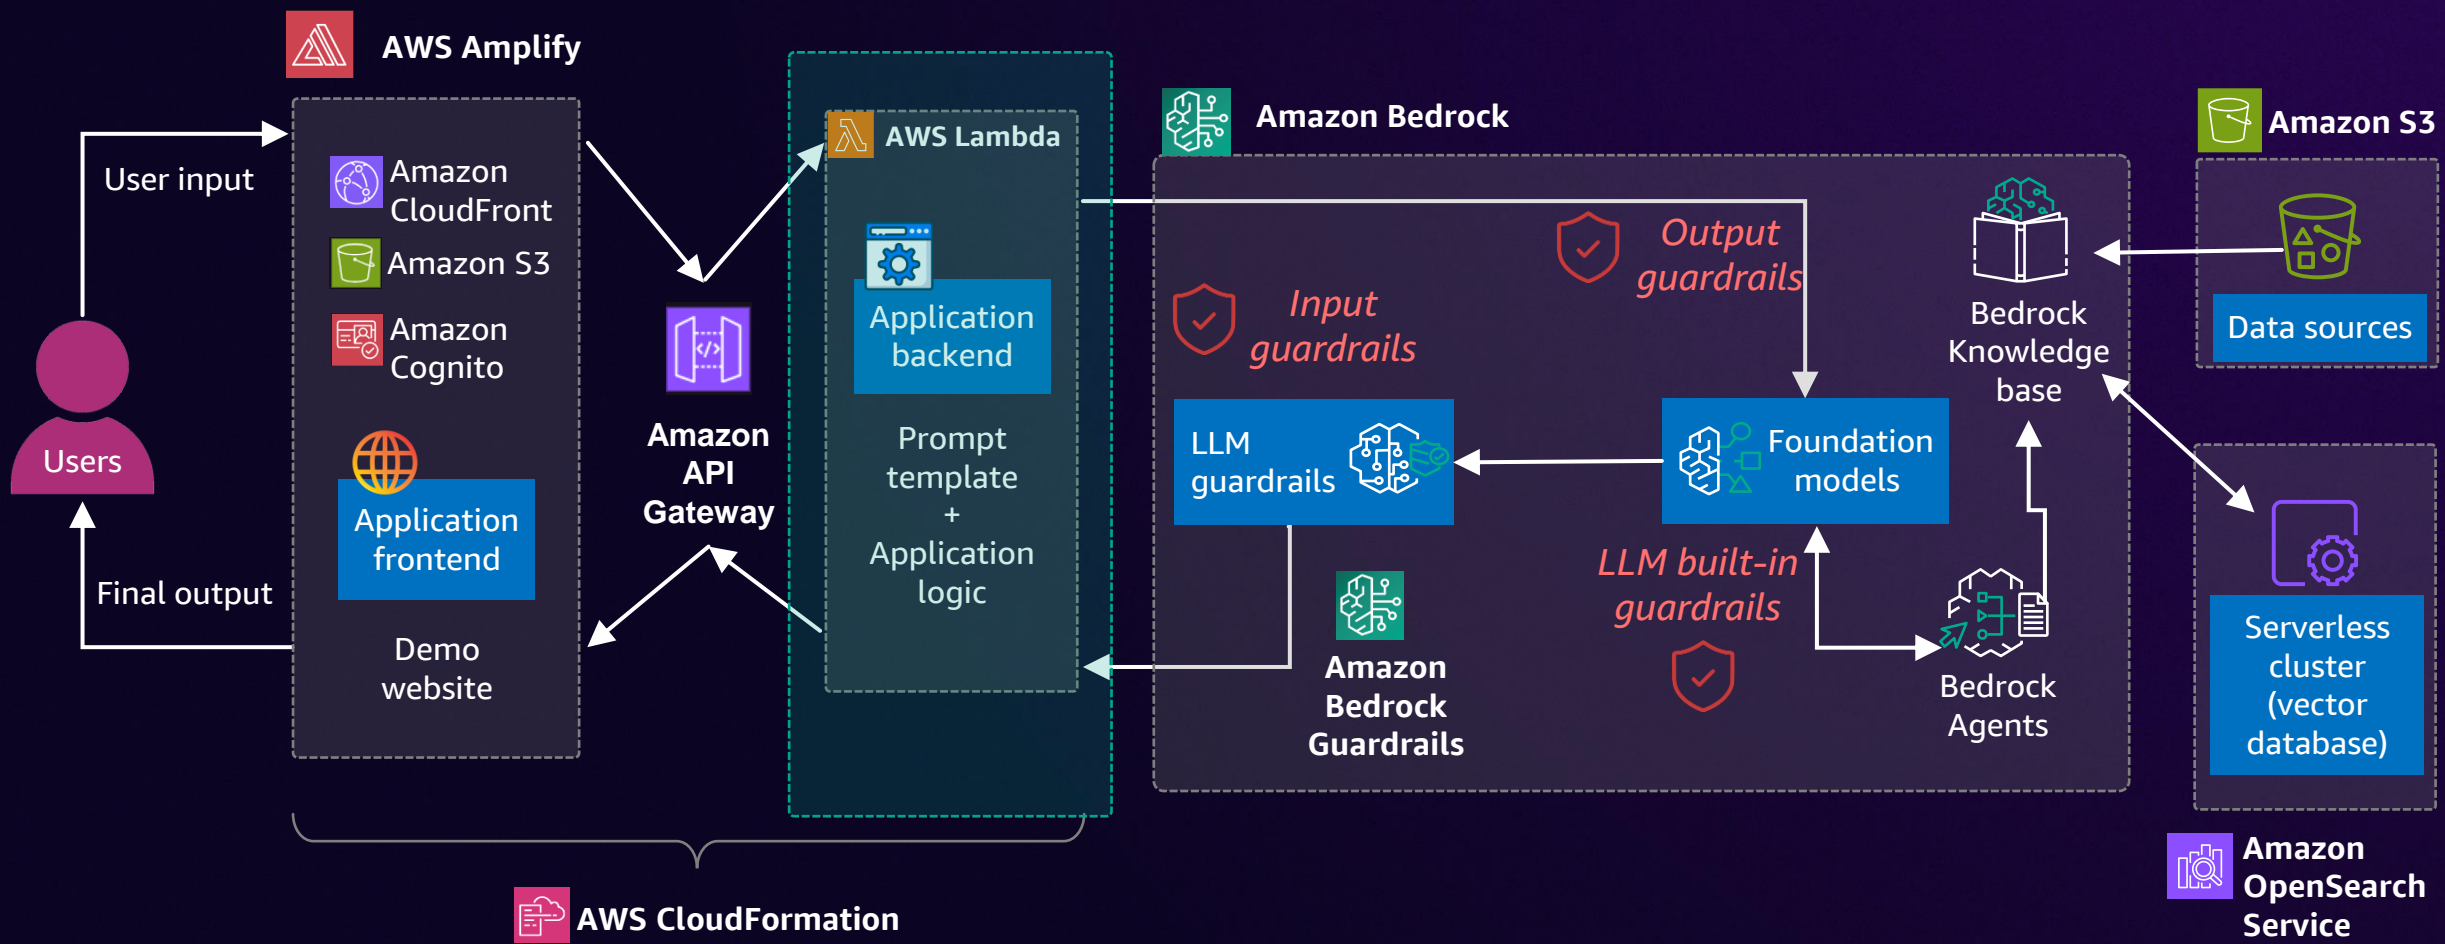 AWS Amplify
User input
Users
Final output
Amazon
CloudFront
Amazon S3
Amazon
Cognito
Application
frontend
Demo
website
Amazon
API
Gateway
AWS Lambda
Application
backend
Prompt
template
+
Application
logic
AWS CloudFormation
Amazon Bedrock
Input
guardrails
Output
guardrails
LLM
guardrails
Foundation
models
LLM built-in
guardrails
Amazon
Bedrock
Guardrails
Bedrock
Knowledge
base
Bedrock
Agents
Amazon S3
Data sources
Serverless
cluster
(vector
database)
Amazon
OpenSearch
Service